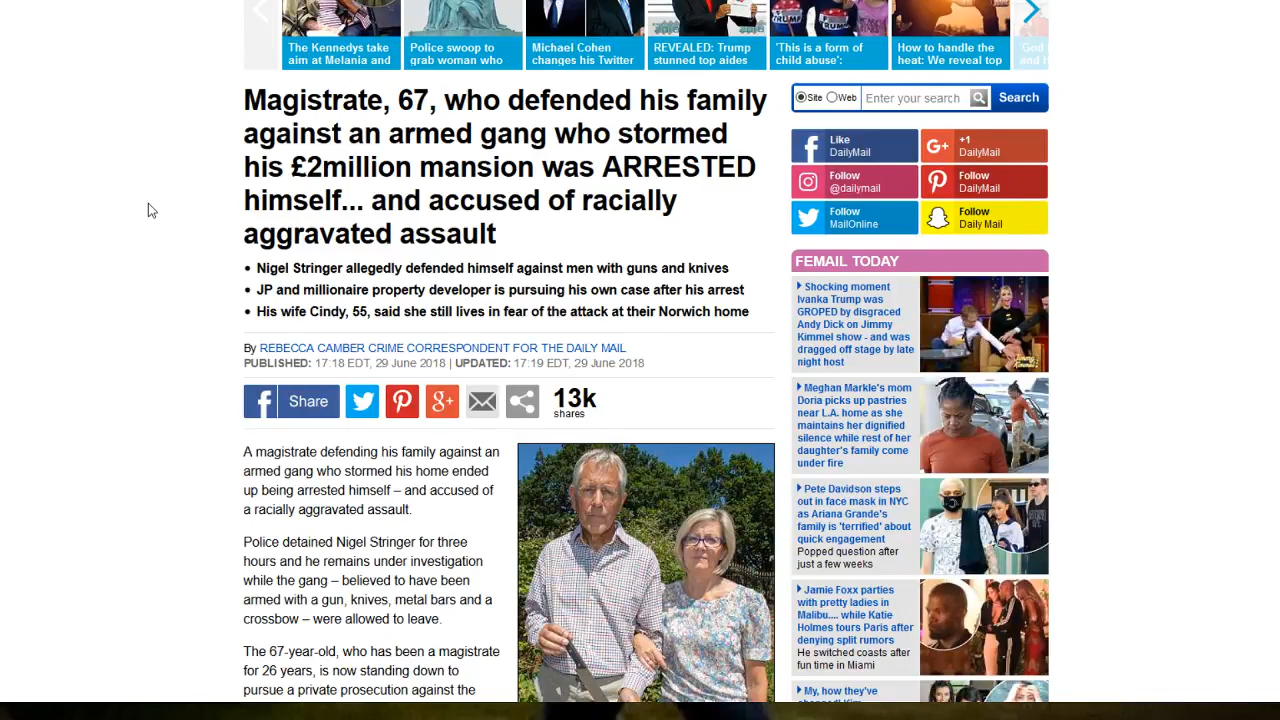 The Kennedys take
aim at Melania and
Police swoop to
grab woman who
Michael Cohen
changes his Twitter
REVEALED: Trump
stunned top aides
'This is a form of
child abuse':
How to handle the
heat: We reveal top
'God
and H
TRUMP
TRUMP
Magistrate, 67, who defended his family
against an armed gang who stormed
his £2million mansion was ARRESTED
himself... and accused of racially
aggravated assault
Nigel Stringer allegedly defended himself against men with guns and knives
JP and millionaire property developer is pursuing his own case after his arrest
His wife Cindy, 55, said she still lives in fear of the attack at their Norwich home
By REBECCA CAMBER CRIME CORRESPONDENT FOR THE DAILY MAIL
PUBLISHED: 17:18 EDT, 29 June 2018 | UPDATED: 17:19 EDT, 29 June 2018
Share
13k
shares
A magistrate defending his family against an
armed gang who stormed his home ended
up being arrested himself – and accused of
a racially aggravated assault.
Police detained Nigel Stringer for three
hours and he remains under investigation
while the gang – believed to have been
armed with a gun, knives, metal bars and a
crossbow – were allowed to leave.
The 67-year-old, who has been a magistrate
for 26 years, is now standing down to
pursue a private prosecution against the
Site Web Enter your search Search
Like
DailyMail
+1
DailyMail
Follow
@dailymail
Follow
DailyMail
Follow
MailOnline
Follow
Daily Mail
FEMAIL TODAY
Shocking moment
Ivanka Trump was
GROPED by disgraced
Andy Dick on Jimmy
Kimmel show - and was
dragged off stage by late
night host
Meghan Markle's mom
Doria picks up pastries
near L.A. home as she
maintains her dignified
silence while rest of her
daughter's family come
under fire
Pete Davidson steps
out in face mask in NYC
as Ariana Grande's
family is 'terrified' about
quick engagement
Popped question after
just a few weeks
Jamie Foxx parties
with pretty ladies in
Malibu.... while Katie
Holmes tours Paris after
denying split rumors
He switched coasts after
fun time in Miami
My, how they've